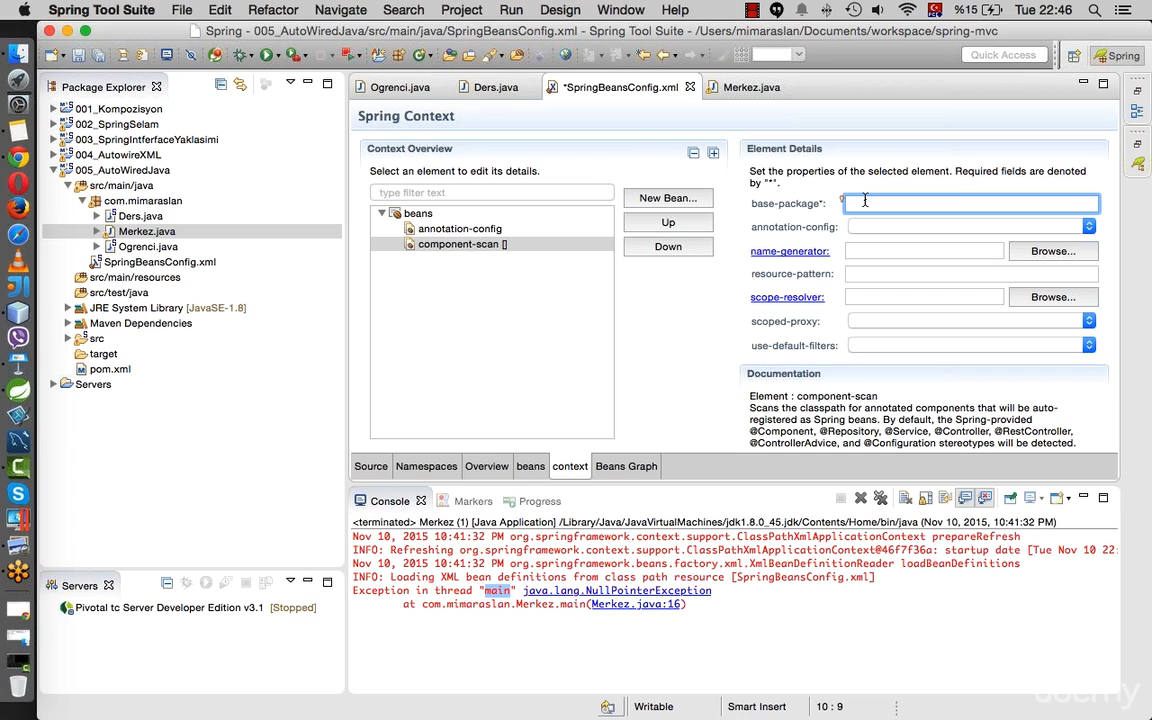 Spring Tool Suite File Edit Refactor Navigate Search Project Run Design Window Help %15 Tue 22:46
Spring - 005_AutoWiredJava/src/main/java/SpringBeansConfig.xml - Spring Tool Suite - /Users/mimaraslan/Documents/workspace/spring-mvc
Quick Access
Spring
Package Explorer
001_Kompozisyon
002_SpringSelam
003_SpringIntferfaceYaklasimi
004_AutowireXML
005_AutoWiredJava
src/main/java
com.mimaraslan
Ders.java
Merkez.java
Ogrenci.java
SpringBeansConfig.xml
src/main/resources
src/test/java
JRE System Library [JavaSE-1.8]
Maven Dependencies
src
target
pom.xml
Servers
Servers
Pivotal tc Server Developer Edition v3.1 [Stopped]
Ogrenci.java
Ders.java
*SpringBeansConfig.xml
Merkez.java
Spring Context
Context Overview
Select an element to edit its details.
type filter text
beans
annotation-config
component-scan []
New Bean...
Up
Down
Element Details
Set the properties of the selected element. Required fields are denoted
by "*".
base-package*:
annotation-config:
name-generator:
Browse...
resource-pattern:
scope-resolver:
Browse...
scoped-proxy:
use-default-filters:
Documentation
Element : component-scan
Scans the classpath for annotated components that will be auto-
registered as Spring beans. By default, the Spring-provided
@Component, @Repository, @Service, @Controller, @RestController,
@ControllerAdvice, and @Configuration stereotypes will be detected.
Source Namespaces Overview beans context Beans Graph
Console Markers Progress
<terminated> Merkez (1) [Java Application] /Library/Java/JavaVirtualMachines/jdk1.8.0_45.jdk/Contents/Home/bin/java (Nov 10, 2015, 10:41:32 PM)
Nov 10, 2015 10:41:32 PM org.springframework.context.support.ClassPathXmlApplicationContext prepareRefresh
INFO: Refreshing org.springframework.context.support.ClassPathXmlApplicationContext@46f7f36a: startup date [Tue Nov 10 22:
Nov 10, 2015 10:41:32 PM org.springframework.beans.factory.xml.XmlBeanDefinitionReader loadBeanDefinitions
INFO: Loading XML bean definitions from class path resource [SpringBeansConfig.xml]
Exception in thread "main" java.lang.NullPointerException
at com.mimaraslan.Merkez.main(Merkez.java:16)
Writable Smart Insert 10 : 9
udemy